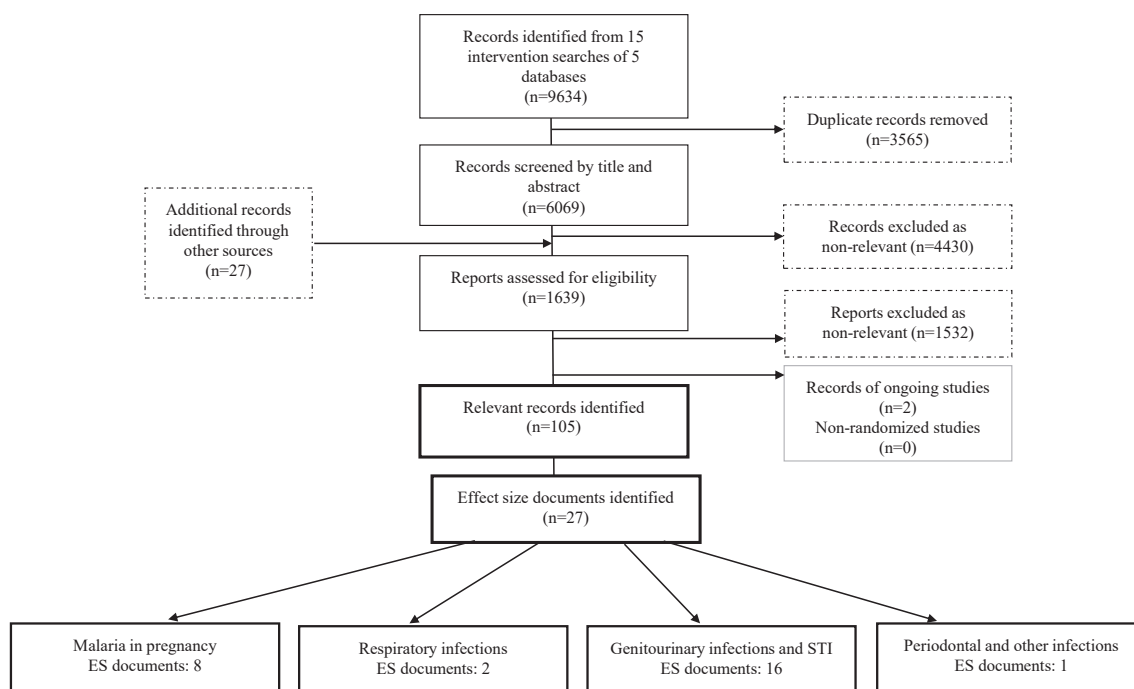 Records identified from 15
intervention searches of 5
databases
(n=9634)
Duplicate records removed
(n=3565)
Records screened by title and
abstract
(n=6069)
Additional records
identified through
other sources
(n=27)
Records excluded as
non-relevant (n=4430)
Reports assessed for eligibility
(n=1639)
Reports excluded as
non-relevant (n=1532)
Records of ongoing studies
(n=2)
Non-randomized studies
(n=0)
Relevant records identified
(n=105)
Effect size documents identified
(n=27)
Malaria in pregnancy
ES documents: 8
Respiratory infections
ES documents: 2
Genitourinary infections and STI
ES documents: 16
Periodontal and other infections
ES documents: 1